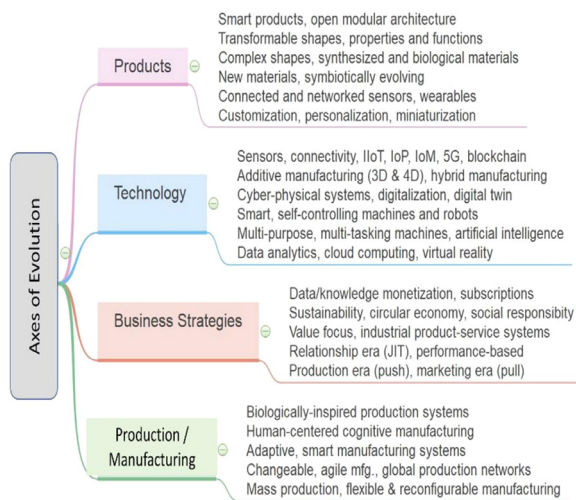 Axes of Evolution
Products
Smart products, open modular architecture
Transformable shapes, properties and functions
Complex shapes, synthesized and biological materials
New materials, symbiotically evolving
Connected and networked sensors, wearables
Customization, personalization, miniaturization
Technology
Sensors, connectivity, IIoT, IoP, IoM, 5G, blockchain
Additive manufacturing (3D & 4D), hybrid manufacturing
Cyber-physical systems, digitalization, digital twin
Smart, self-controlling machines and robots
Multi-purpose, multi-tasking machines, artificial intelligence
Data analytics, cloud computing, virtual reality
Business Strategies
Data/knowledge monetization, subscriptions
Sustainability, circular economy, social responsibity
Value focus, industrial product-service systems
Relationship era (JIT), performance-based
Production era (push), marketing era (pull)
Production /
Manufacturing
Biologically-inspired production systems
Human-centered cognitive manufacturing
Adaptive, smart manufacturing systems
Changeable, agile mfg., global production networks
Mass production, flexible & reconfigurable manufacturing